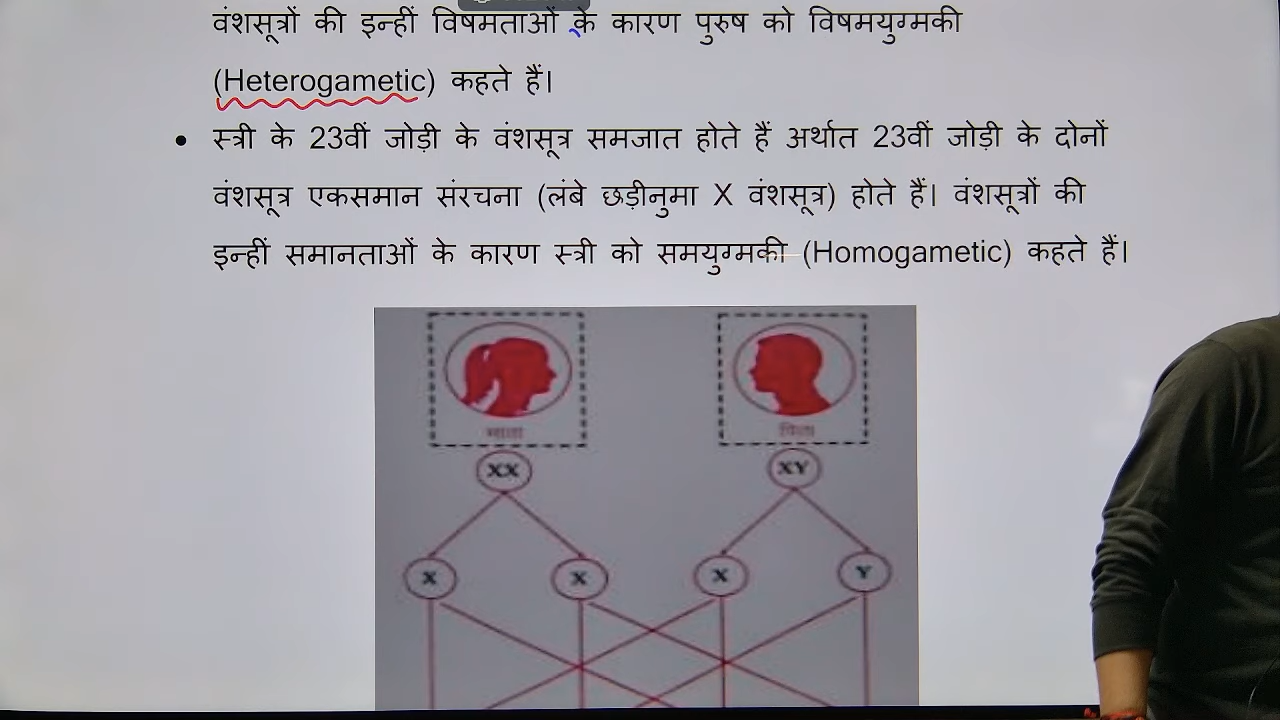 वंशसूत्रों की इन्हीं विषमताओं के कारण पुरुष को विषमयुग्मकी
(Heterogametic) कहते हैं।
• स्त्री के 23वीं जोड़ी के वंशसूत्र समजात होते हैं अर्थात 23वीं जोड़ी के दोनों
वंशसूत्र एकसमान संरचना (लंबे छड़ीनुमा X वंशसूत्र) होते हैं। वंशसूत्रों की
इन्हीं समानताओं के कारण स्त्री को समयुग्मकी (Homogametic) कहते हैं।
माता पिता
XX XY
X X X Y